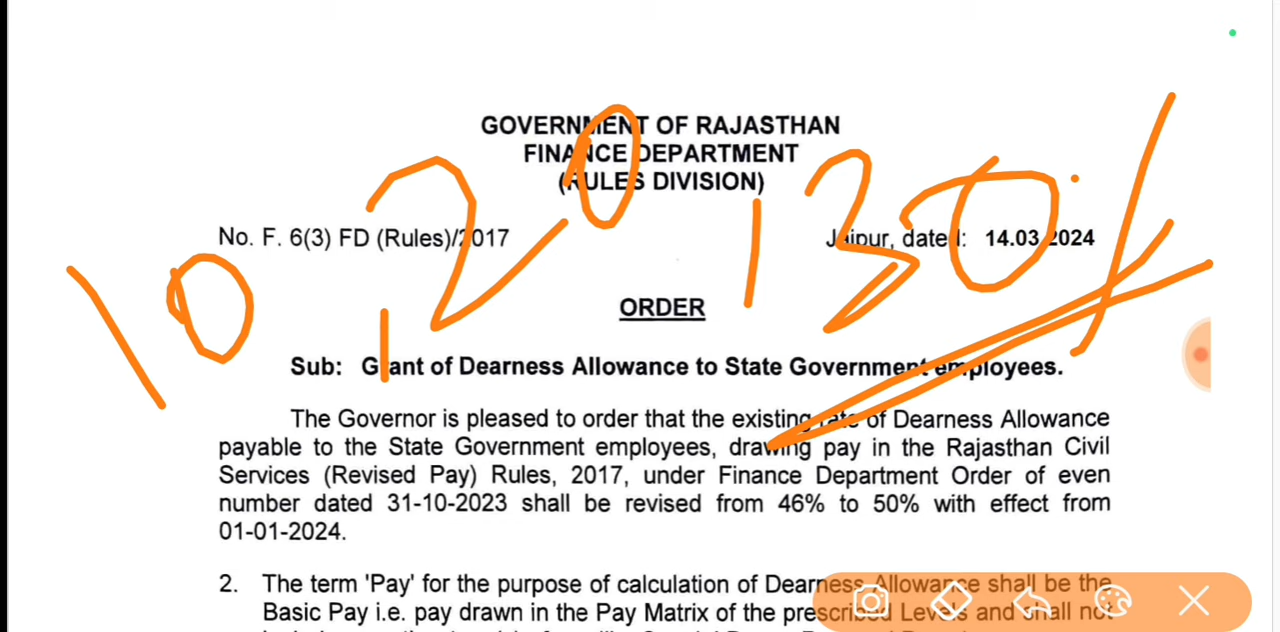 GOVERNMENT OF RAJASTHAN
FINANCE DEPARTMENT
(RULES DIVISION)
No. F. 6(3) FD (Rules)/2017 Jaipur, dated: 14.03.2024
10, 20, 30%
ORDER
Sub: Grant of Dearness Allowance to State Government employees.
The Governor is pleased to order that the existing rate of Dearness Allowance
payable to the State Government employees, drawing pay in the Rajasthan Civil
Services (Revised Pay) Rules, 2017, under Finance Department Order of even
number dated 31-10-2023 shall be revised from 46% to 50% with effect from
01-01-2024.
2. The term 'Pay' for the purpose of calculation of Dearness Allowance shall be the
Basic Pay i.e. pay drawn in the Pay Matrix of the prescribed Levels and shall not